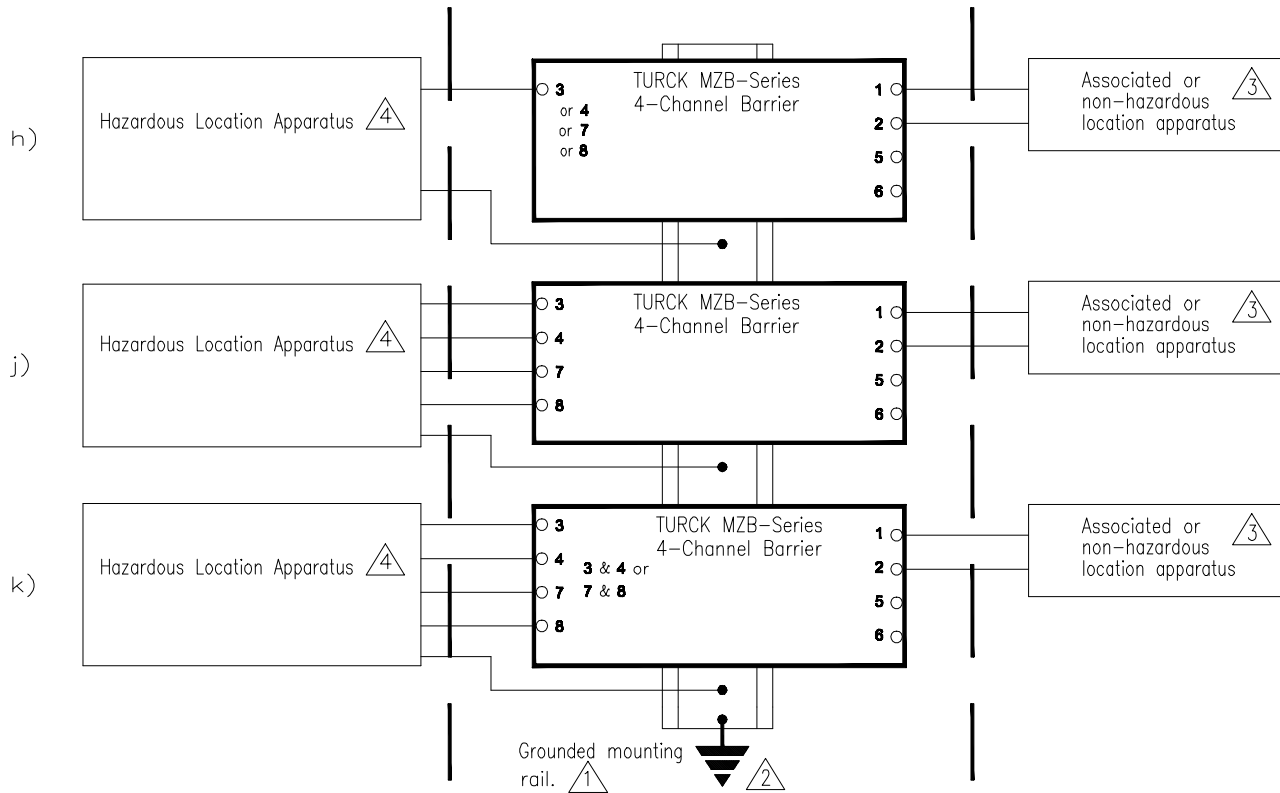 h)
Hazardous Location Apparatus 4
3
or 4
or 7
or 8
TURCK MZB-Series
4-Channel Barrier
1
2
5
6
Associated or
non-hazardous
location apparatus
3
j)
Hazardous Location Apparatus 4
3
4
7
8
TURCK MZB-Series
4-Channel Barrier
1
2
5
6
Associated or
non-hazardous
location apparatus
3
k)
Hazardous Location Apparatus 4
3
4
7
8
3 & 4 or
7 & 8
TURCK MZB-Series
4-Channel Barrier
1
2
5
6
Associated or
non-hazardous
location apparatus
3
Grounded mounting
rail. 1
2